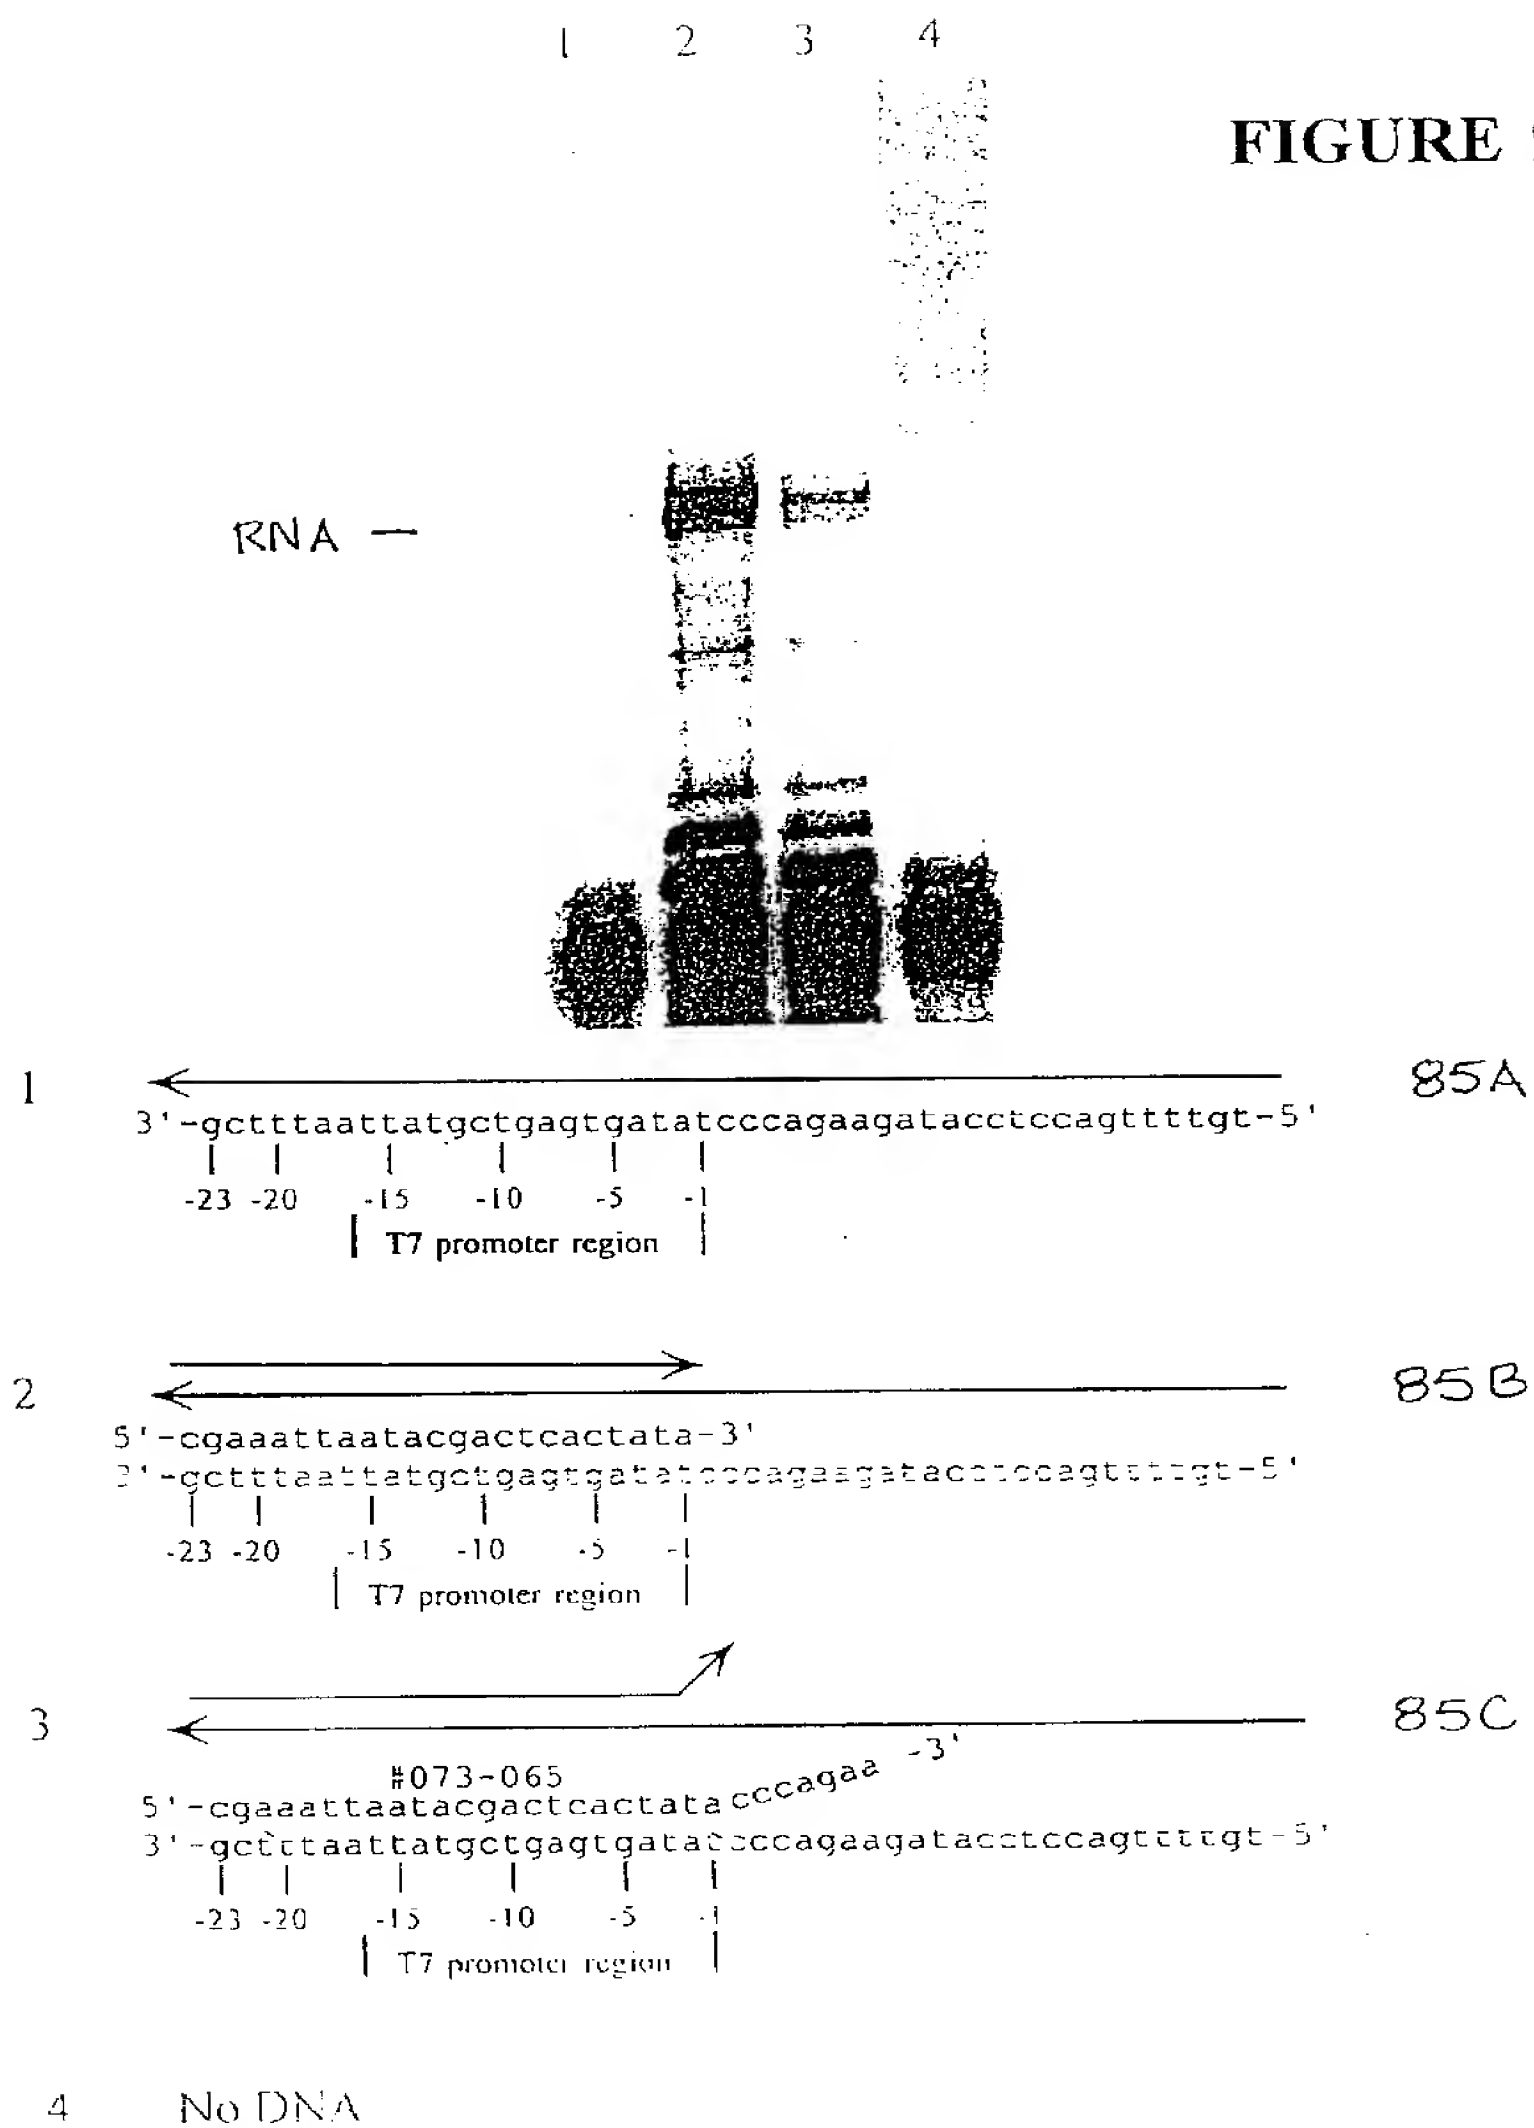 1 2 3 4
FIGURE
RNA —
1 85A
3'-gctttaattatgctgagtgatatcccagaagatacctccagttttgt-5'
-23 -20 -15 -10 -5 -1
T7 promoter region
2 85B
5'-cgaaattaatacgactcactata-3'
3'-gctttaattatgctgagtgatatcccagaagatacctccagttttgt-5'
-23 -20 -15 -10 -5 -1
T7 promoter region
3 85C
#073-065
5'-cgaaattaatacgactcactatacccagaa -3'
3'-gctttaattatgctgagtgatatcccagaagatacctccagttttgt-5'
-23 -20 -15 -10 -5 -1
T7 promoter region
4 No DNA